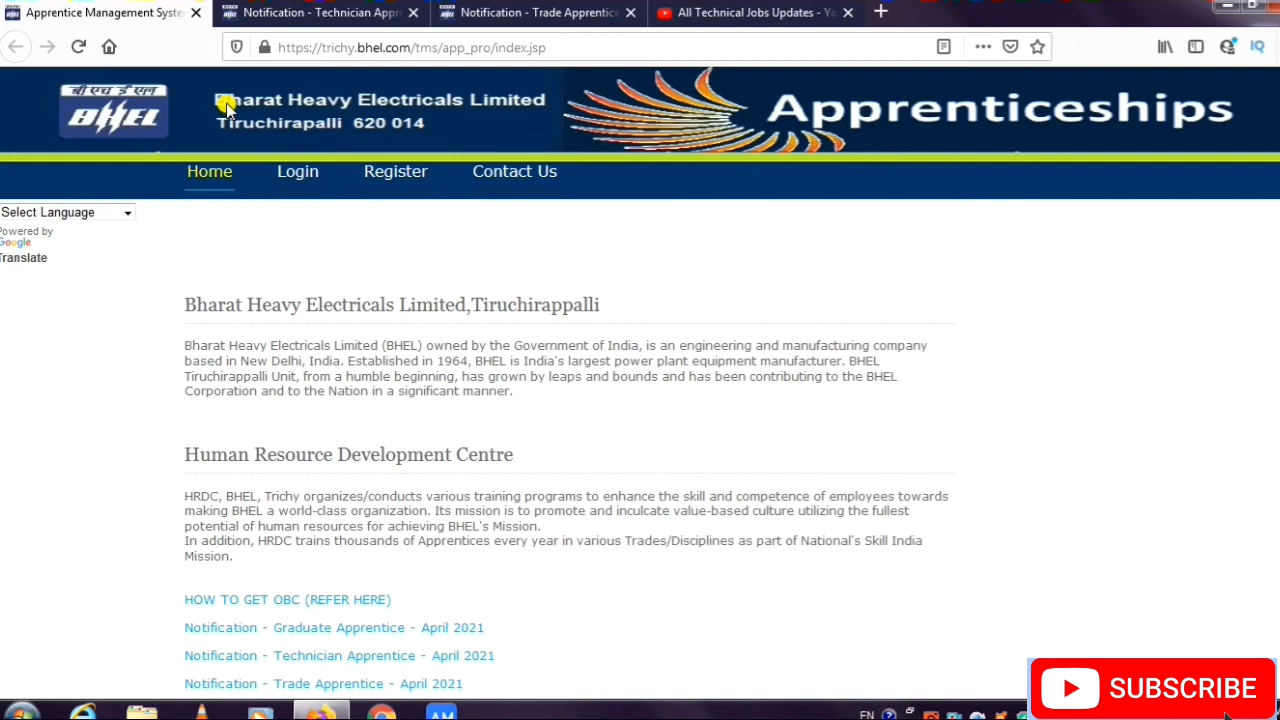 Apprentice Management Syste
Notification - Technician Appr
Notification - Trade Apprentice
All Technical Jobs Updates - Yo
https://trichy.bhel.com/tms/app_pro/index.jsp
IQ
बीएचईएल
BHEL
Bharat Heavy Electricals Limited
Tiruchirapalli 620 014
Apprenticeships
Home Login Register Contact Us
Select Language
Powered by
Google
Translate
Bharat Heavy Electricals Limited,Tiruchirappalli
Bharat Heavy Electricals Limited (BHEL) owned by the Government of India, is an engineering and manufacturing company
based in New Delhi, India. Established in 1964, BHEL is India's largest power plant equipment manufacturer. BHEL
Tiruchirappalli Unit, from a humble beginning, has grown by leaps and bounds and has been contributing to the BHEL
Corporation and to the Nation in a significant manner.
Human Resource Development Centre
HRDC, BHEL, Trichy organizes/conducts various training programs to enhance the skill and competence of employees towards
making BHEL a world-class organization. Its mission is to promote and inculcate value-based culture utilizing the fullest
potential of human resources for achieving BHEL's Mission.
In addition, HRDC trains thousands of Apprentices every year in various Trades/Disciplines as part of National's Skill India
Mission.
HOW TO GET OBC (REFER HERE)
Notification - Graduate Apprentice - April 2021
Notification - Technician Apprentice - April 2021
Notification - Trade Apprentice - April 2021
SUBSCRIBE
AM
EN